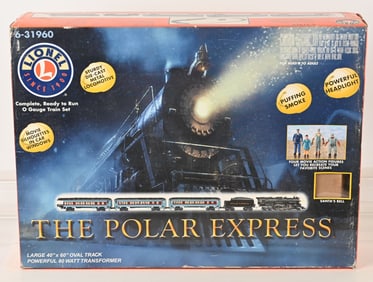 6-31960
LIONEL
SINCE 1900
STURDY
DIE-CAST
METAL
LOCOMOTIVE
Complete, Ready to Run
O Gauge Train Set
MOVIE
SILHOUETTES
IN CAR
WINDOWS
PUFFING
SMOKE
POWERFUL
HEADLIGHT
FOUR MOVIE ACTION FIGURES
LET YOU RECREATE YOUR
FAVORITE SCENES
SANTA'S BELL
THE POLAR EXPRESS
LARGE 40" x 60" OVAL TRACK
POWERFUL 80 WATT TRANSFORMER